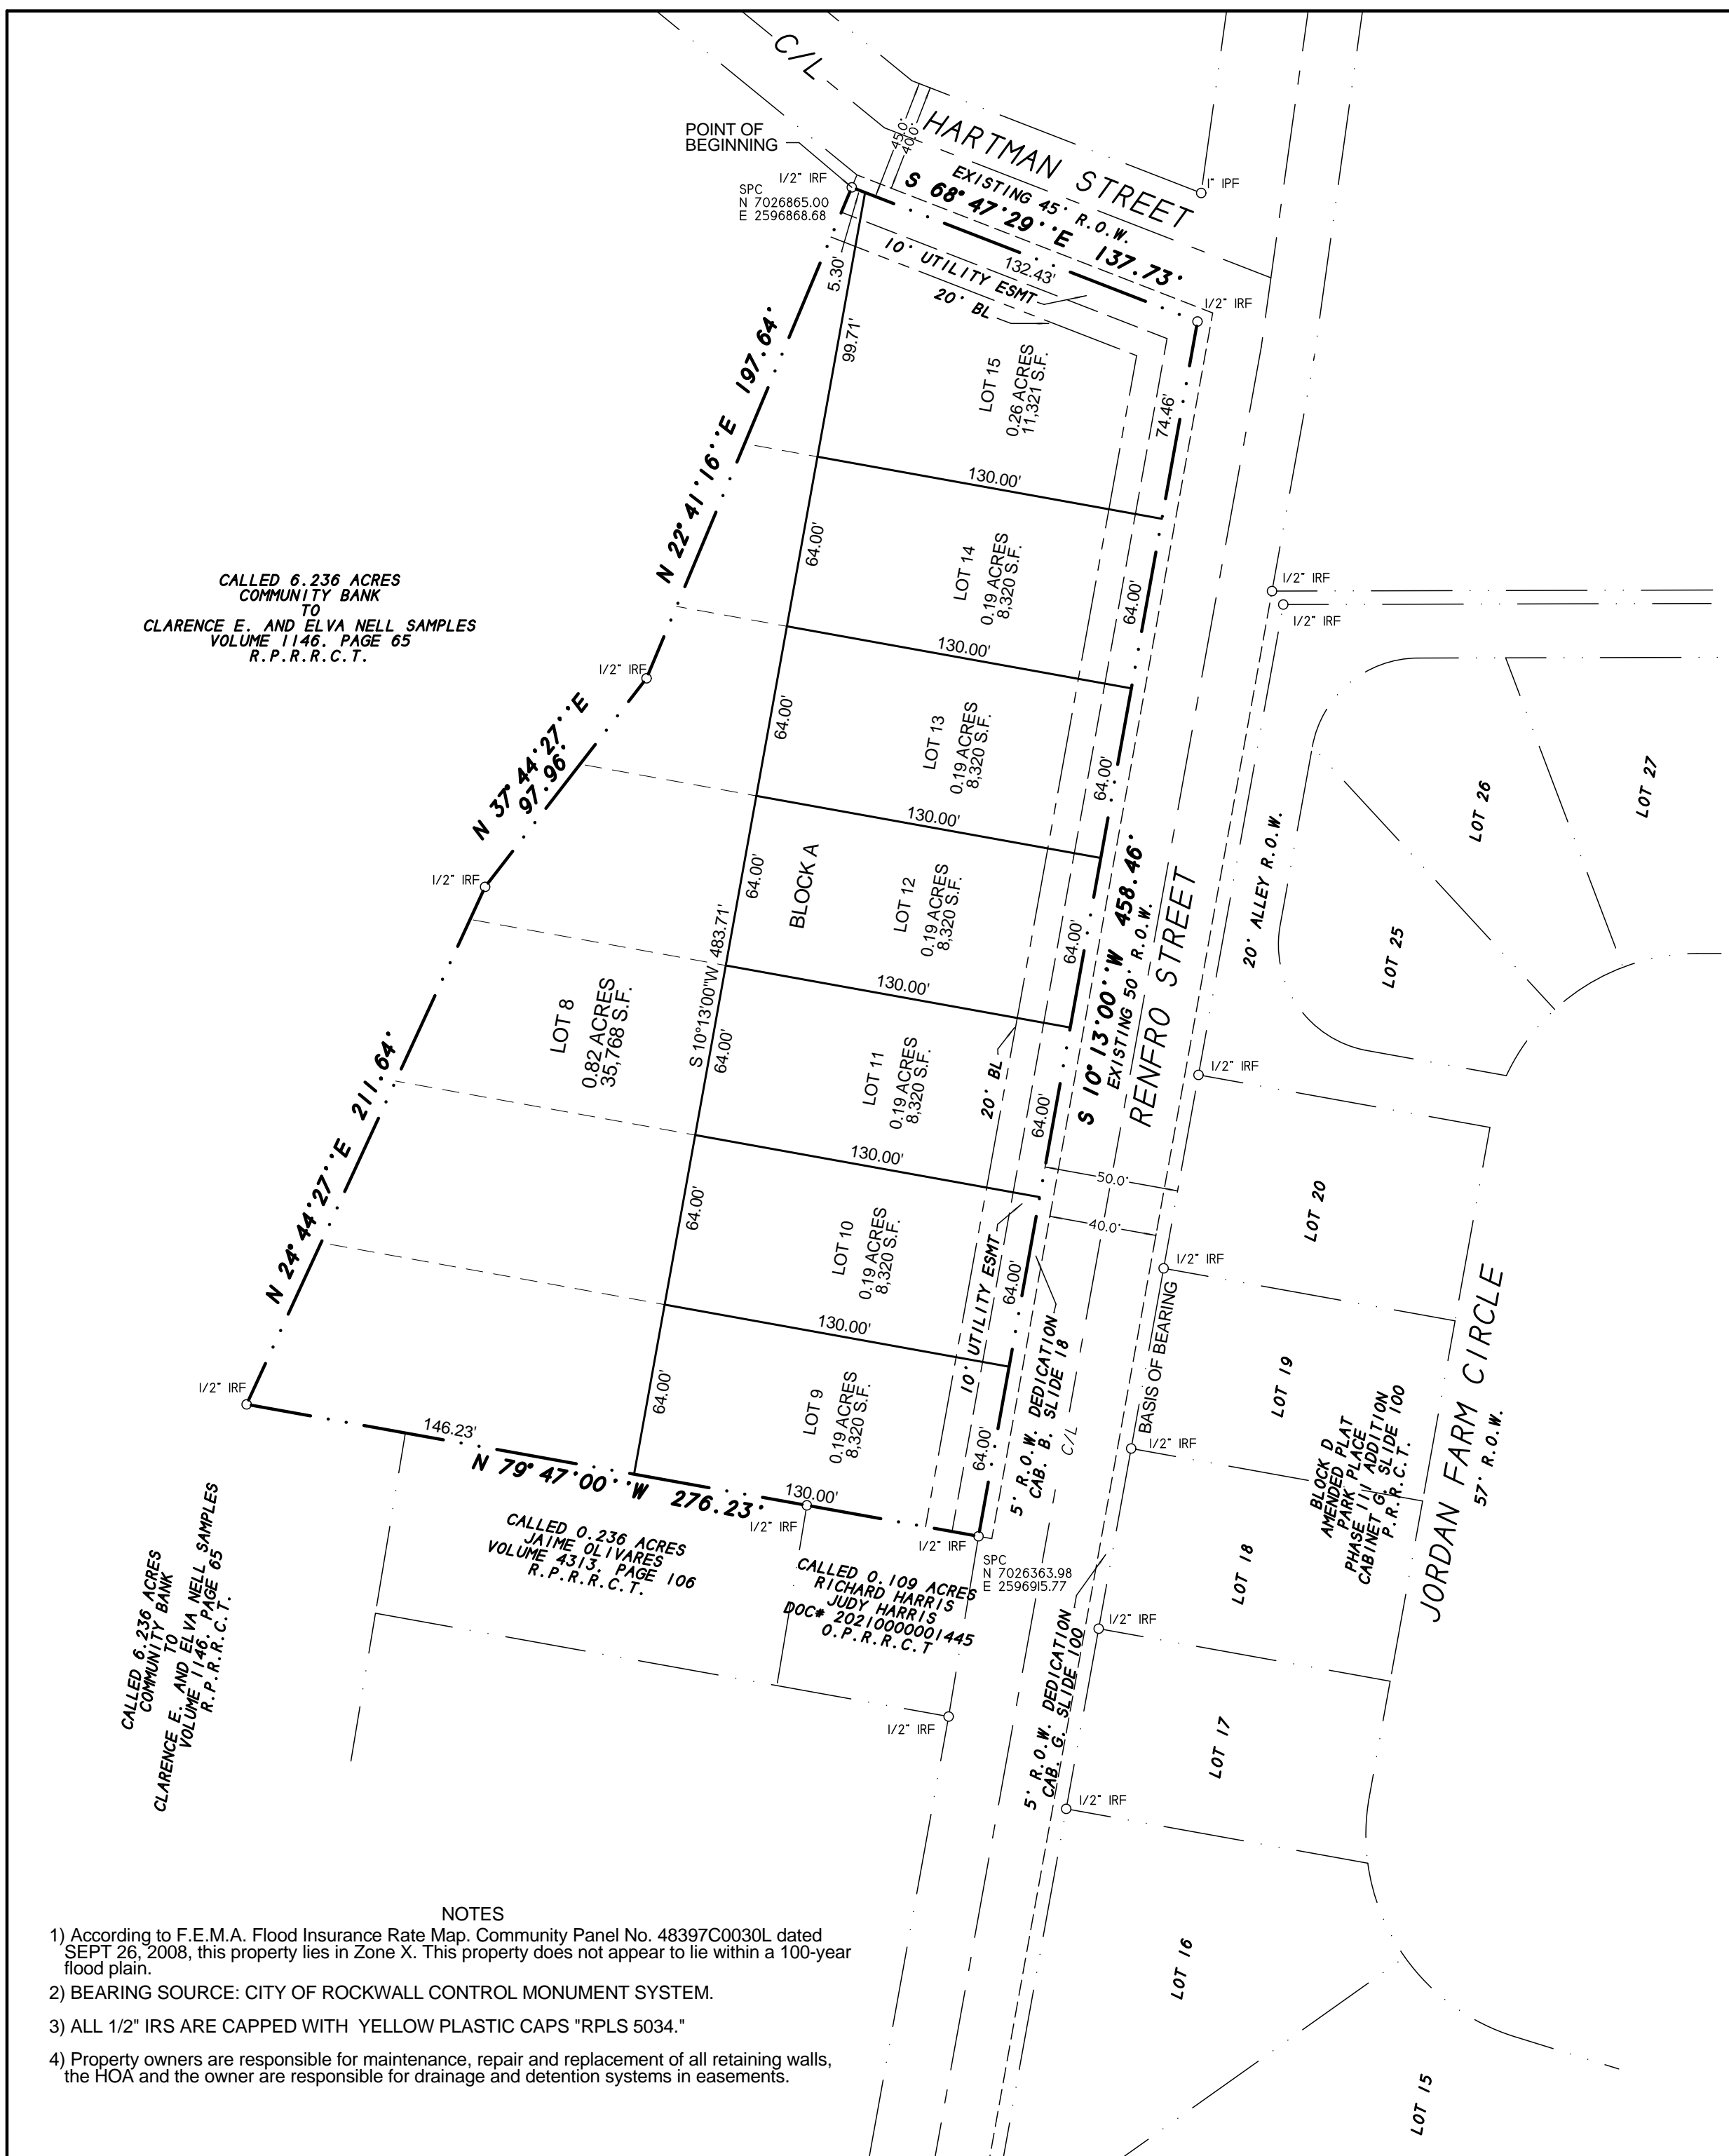 C/L
HARTMAN STREET
45.0'
40.0'
POINT OF
BEGINNING
1/2" IRF
SPC
N 7026865.00
E 2596868.68
1" IPF
EXISTING 45' R.O.W.
S 68°47'29''E 137.73'
132.43'
10' UTILITY ESMT
20' BL
1/2" IRF
5.30'
99.71'
N 22°41'16''E 197.64'
LOT 15
0.26 ACRES
11,321 S.F.
74.46'
130.00'
64.00'
LOT 14
0.19 ACRES
8,320 S.F.
64.00'
130.00'
1/2" IRF
1/2" IRF
CALLED 6.236 ACRES
COMMUNITY BANK
TO
CLARENCE E. AND ELVA NELL SAMPLES
VOLUME 1146, PAGE 65
R.P.R.R.C.T.
1/2" IRF
64.00'
LOT 13
0.19 ACRES
8,320 S.F.
64.00'
130.00'
N 37°44'27''E
97.96'
1/2" IRF
64.00'
BLOCK A
LOT 12
0.19 ACRES
8,320 S.F.
64.00'
130.00'
S 10°13'00''W 458.46'
EXISTING 50' R.O.W.
RENFRO STREET
20' ALLEY R.O.W.
LOT 27
LOT 26
LOT 25
LOT 8
0.82 ACRES
35,768 S.F.
S 10°13'00"W 483.71'
64.00'
LOT 11
0.19 ACRES
8,320 S.F.
20' BL
64.00'
130.00'
1/2" IRF
N 24°44'27''E 211.64'
50.0'
40.0'
64.00'
LOT 10
0.19 ACRES
8,320 S.F.
10' UTILITY ESMT
64.00'
130.00'
LOT 20
1/2" IRF
BASIS OF BEARING
1/2" IRF
146.23'
64.00'
LOT 9
0.19 ACRES
8,320 S.F.
64.00'
5' R.O.W. DEDICATION
CAB. B. SLIDE 18
C/L
1/2" IRF
LOT 19
BLOCK D
AMENDED PLAT
PARK PLACE
PHASE III ADDITION
CABINET G, SLIDE 100
P.R.R.C.T.
JORDAN FARM CIRCLE
57' R.O.W.
N 79°47'00''W 276.23'
130.00'
1/2" IRF
1/2" IRF
SPC
N 7026363.98
E 2596915.77
CALLED 0.236 ACRES
JAIME OLIVARES
VOLUME 4313, PAGE 106
R.P.R.R.C.T.
CALLED 0.109 ACRES
RICHARD HARRIS
JUDY HARRIS
DOC# 20210000001445
O.P.R.R.C.T
CALLED 6.236 ACRES
COMMUNITY BANK
TO
CLARENCE E. AND ELVA NELL SAMPLES
VOLUME 1146, PAGE 65
R.P.R.R.C.T.
LOT 18
1/2" IRF
5' R.O.W. DEDICATION
CAB. G. SLIDE 100
1/2" IRF
LOT 17
1/2" IRF
LOT 16
LOT 15
NOTES
1) According to F.E.M.A. Flood Insurance Rate Map. Community Panel No. 48397C0030L dated
SEPT 26, 2008, this property lies in Zone X. This property does not appear to lie within a 100-year
flood plain.
2) BEARING SOURCE: CITY OF ROCKWALL CONTROL MONUMENT SYSTEM.
3) ALL 1/2" IRS ARE CAPPED WITH YELLOW PLASTIC CAPS "RPLS 5034."
4) Property owners are responsible for maintenance, repair and replacement of all retaining walls,
the HOA and the owner are responsible for drainage and detention systems in easements.